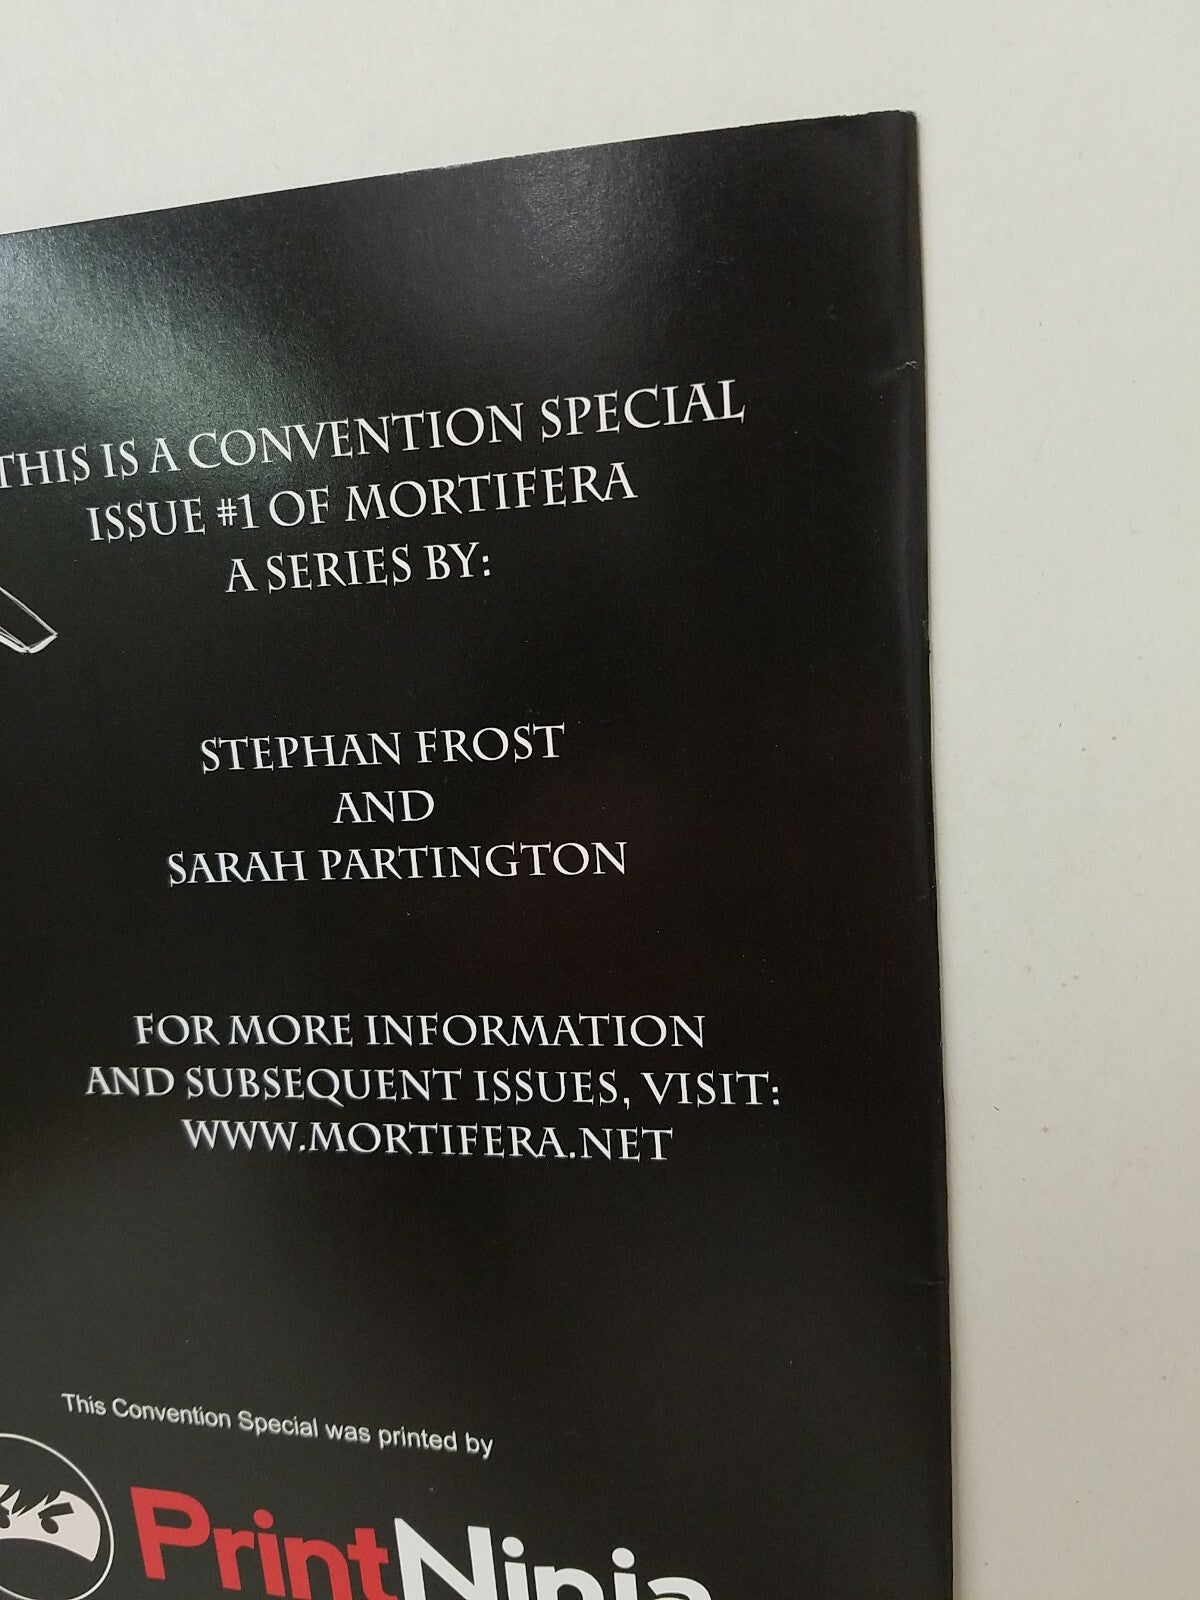 THIS IS A CONVENTION SPECIAL
ISSUE #1 OF MORTIFERA
A SERIES BY:
STEPHAN FROST
AND
SARAH PARTINGTON
FOR MORE INFORMATION
AND SUBSEQUENT ISSUES, VISIT:
WWW.MORTIFERA.NET
This Convention Special was printed by
PrintNinja